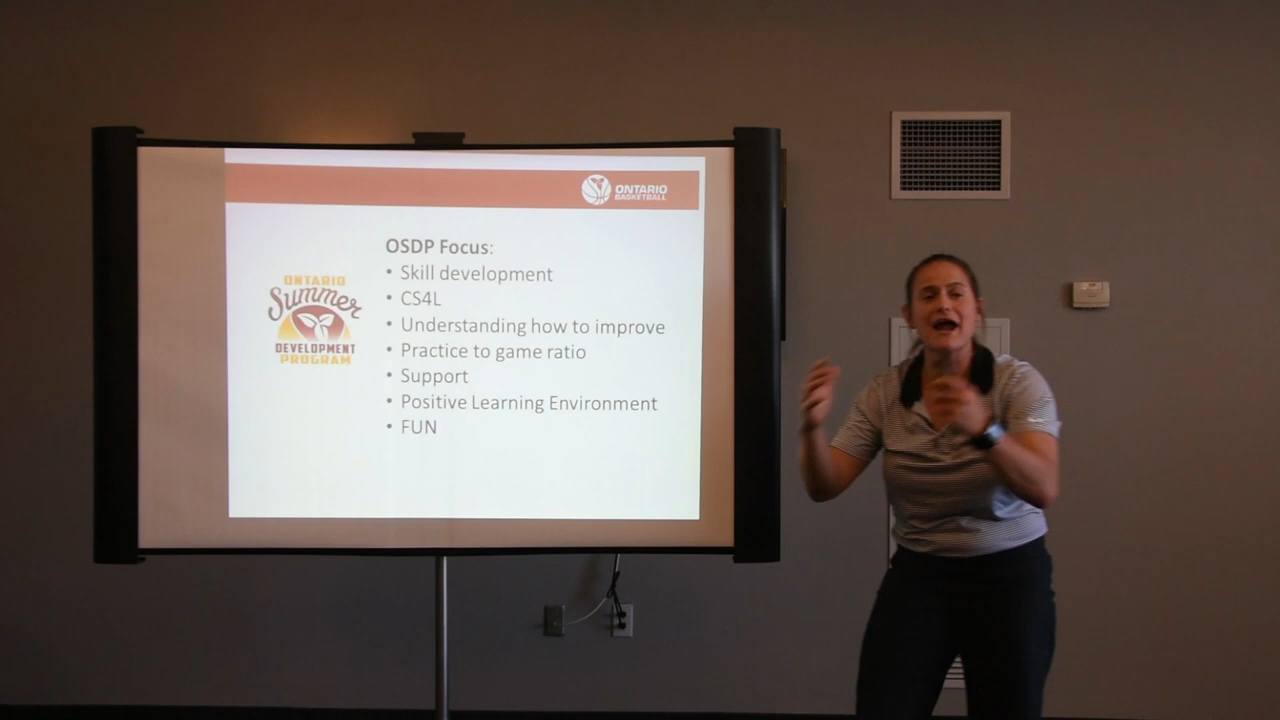 ONTARIO
BASKETBALL
OSDP Focus:
• Skill development
• CS4L
• Understanding how to improve
• Practice to game ratio
• Support
• Positive Learning Environment
• FUN
ONTARIO
Summer
DEVELOPMENT
PROGRAM